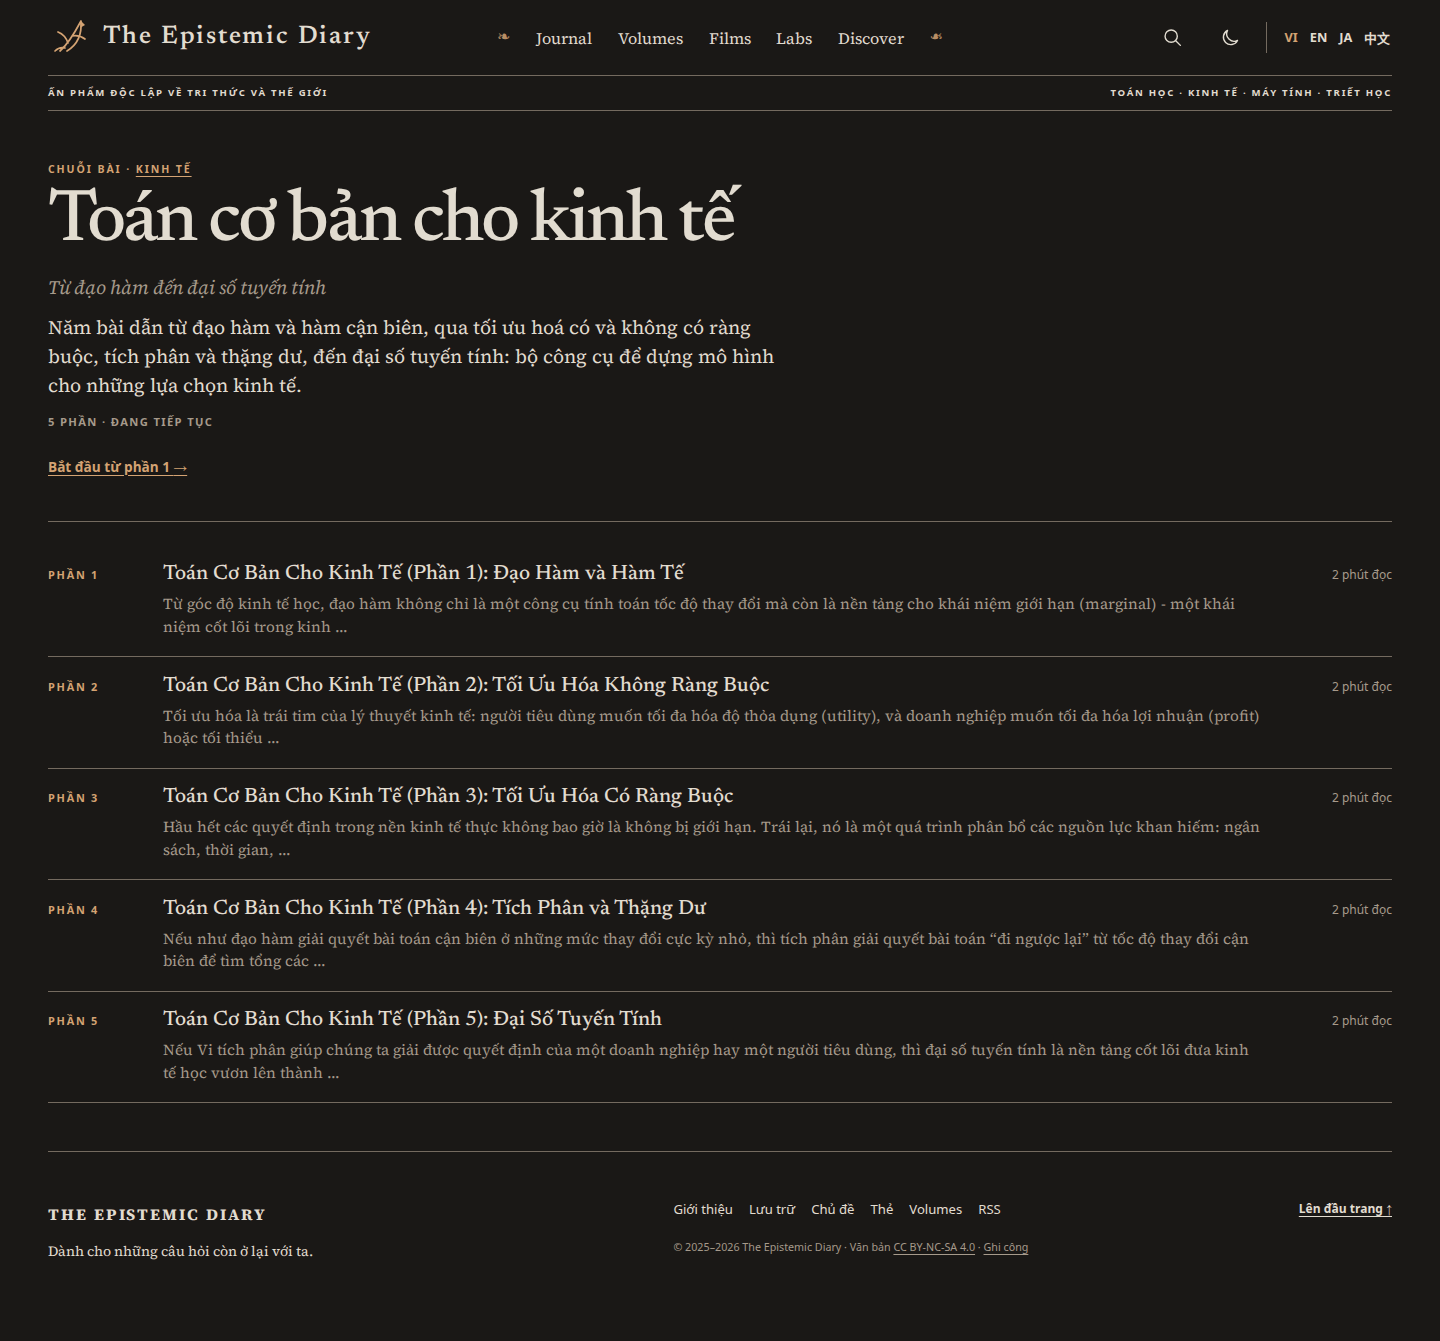 The Epistemic Diary
❧ Journal Volumes Films Labs Discover ☙
VI EN JA 中文
ẤN PHẨM ĐỘC LẬP VỀ TRI THỨC VÀ THẾ GIỚI
TOÁN HỌC · KINH TẾ · MÁY TÍNH · TRIẾT HỌC
CHUỖI BÀI · KINH TẾ
Toán cơ bản cho kinh tế
Từ đạo hàm đến đại số tuyến tính
Năm bài dẫn từ đạo hàm và hàm cận biên, qua tối ưu hoá có và không có ràng
buộc, tích phân và thặng dư, đến đại số tuyến tính: bộ công cụ để dựng mô hình
cho những lựa chọn kinh tế.
5 PHẦN · ĐANG TIẾP TỤC
Bắt đầu từ phần 1 →
PHẦN 1
Toán Cơ Bản Cho Kinh Tế (Phần 1): Đạo Hàm và Hàm Tế
2 phút đọc
Từ góc độ kinh tế học, đạo hàm không chỉ là một công cụ tính toán tốc độ thay đổi mà còn là nền tảng cho khái niệm giới hạn (marginal) - một khái
niệm cốt lõi trong kinh ...
PHẦN 2
Toán Cơ Bản Cho Kinh Tế (Phần 2): Tối Ưu Hóa Không Ràng Buộc
2 phút đọc
Tối ưu hóa là trái tim của lý thuyết kinh tế: người tiêu dùng muốn tối đa hóa độ thỏa dụng (utility), và doanh nghiệp muốn tối đa hóa lợi nhuận (profit)
hoặc tối thiểu ...
PHẦN 3
Toán Cơ Bản Cho Kinh Tế (Phần 3): Tối Ưu Hóa Có Ràng Buộc
2 phút đọc
Hầu hết các quyết định trong nền kinh tế thực không bao giờ là không bị giới hạn. Trái lại, nó là một quá trình phân bổ các nguồn lực khan hiếm: ngân
sách, thời gian, ...
PHẦN 4
Toán Cơ Bản Cho Kinh Tế (Phần 4): Tích Phân và Thặng Dư
2 phút đọc
Nếu như đạo hàm giải quyết bài toán cận biên ở những mức thay đổi cực kỳ nhỏ, thì tích phân giải quyết bài toán “đi ngược lại” từ tốc độ thay đổi cận
biên để tìm tổng các ...
PHẦN 5
Toán Cơ Bản Cho Kinh Tế (Phần 5): Đại Số Tuyến Tính
2 phút đọc
Nếu Vi tích phân giúp chúng ta giải được quyết định của một doanh nghiệp hay một người tiêu dùng, thì đại số tuyến tính là nền tảng cốt lõi đưa kinh
tế học vươn lên thành ...
THE EPISTEMIC DIARY
Dành cho những câu hỏi còn ở lại với ta.
Giới thiệu Lưu trữ Chủ đề Thẻ Volumes RSS
© 2025–2026 The Epistemic Diary · Văn bản CC BY-NC-SA 4.0 · Ghi công
Lên đầu trang ↑